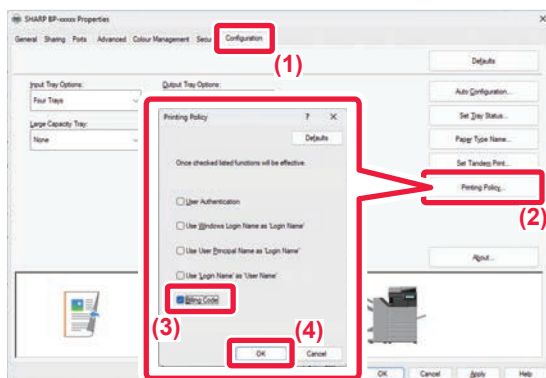 SHARP BP-xxxxx Properties
General Sharing Ports Advanced Colour Management Secu Configuration
(1)
Defaults
Input Tray Options:
Output Tray Options:
Four Trays
Auto Configuration...
Large Capacity Tray:
None
Set Tray Status...
Paper Type Name...
Set Tandem Print...
Printing Policy...
(2)
About...
Printing Policy ? X
Defaults
Once checked listed functions will be effective.
User Authentication
Use Windows Login Name as 'Login Name'
Use User Principal Name as 'Login Name'
Use 'Login Name' as 'User Name'
Billing Code
(3)
(4)
OK Cancel
OK Cancel Apply Help